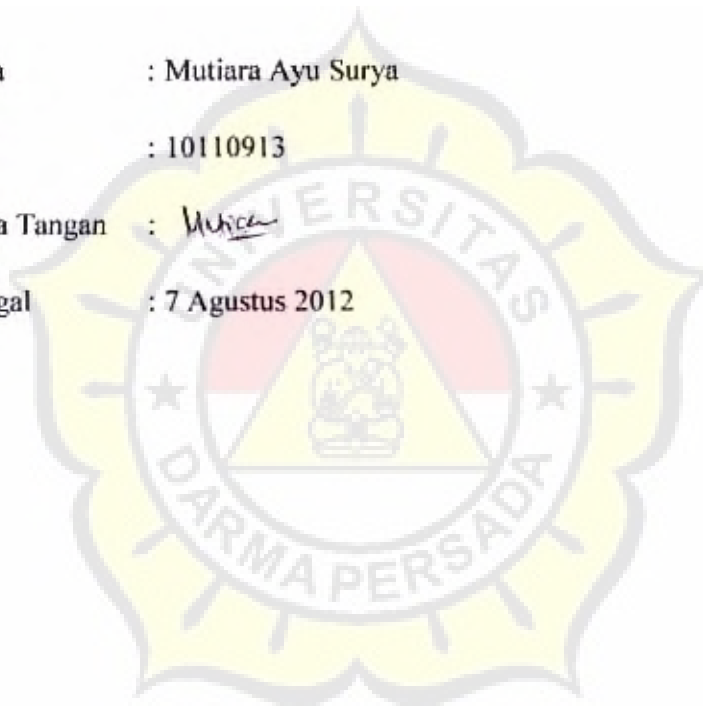 a : Mutiara Ayu Surya
: 10110913
a Tangan :
gal : 7 Agustus 2012
UNIVERSITAS
DARMA PERSADA